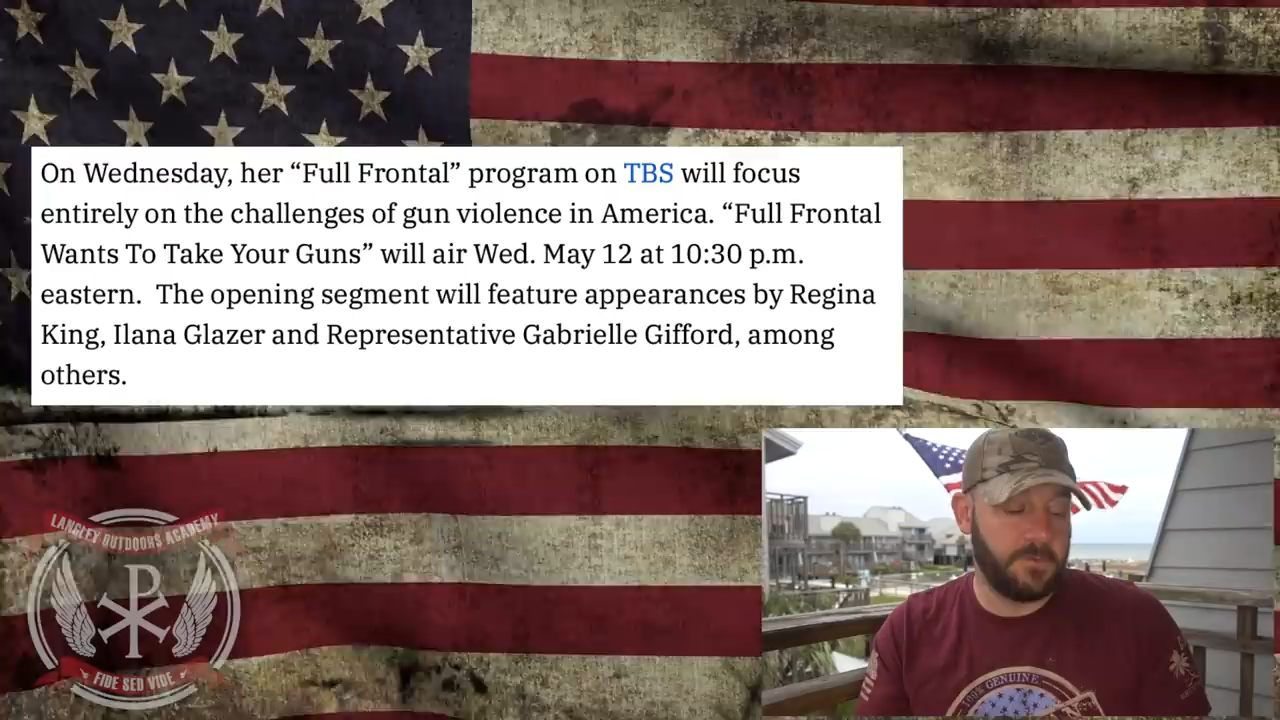 On Wednesday, her “Full Frontal” program on TBS will focus
entirely on the challenges of gun violence in America. “Full Frontal
Wants To Take Your Guns” will air Wed. May 12 at 10:30 p.m.
eastern.  The opening segment will feature appearances by Regina
King, Ilana Glazer and Representative Gabrielle Gifford, among
others.
LANGLEY OUTDOORS ACADEMY
FIDE SED VIDE
100% GENUINE